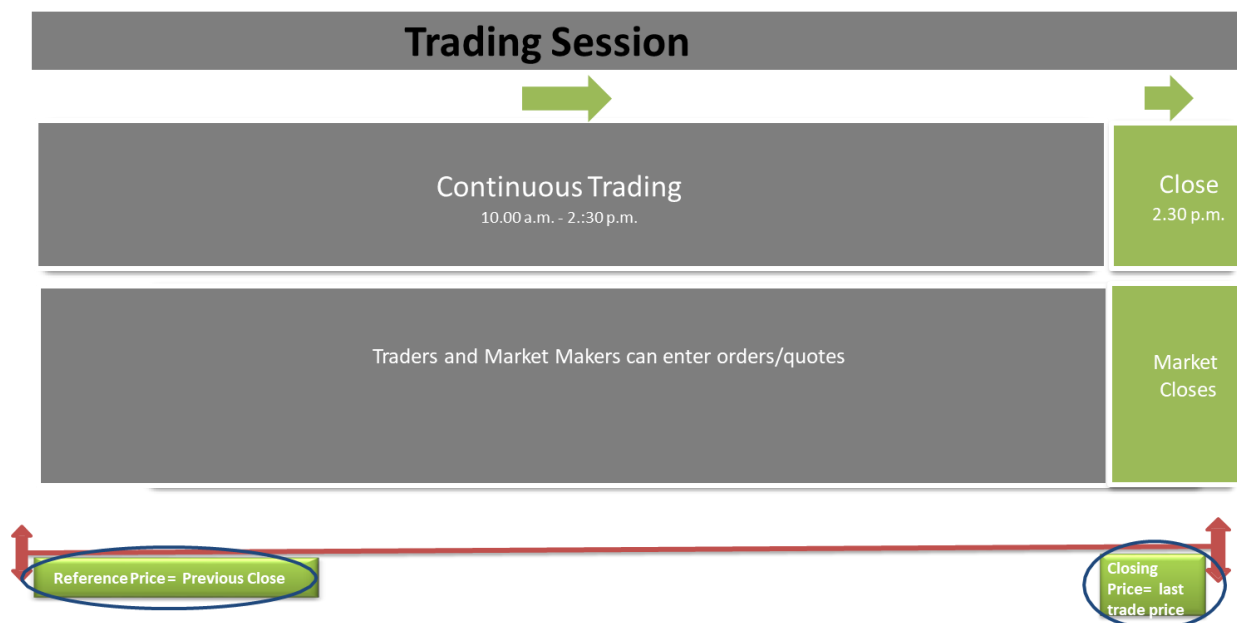 Trading Session
Continuous Trading
10.00 a.m. - 2.:30 p.m.
Close
2.30 p.m.
Traders and Market Makers can enter orders/quotes
Market
Closes
Reference Price = Previous Close
Closing
Price= last
trade price